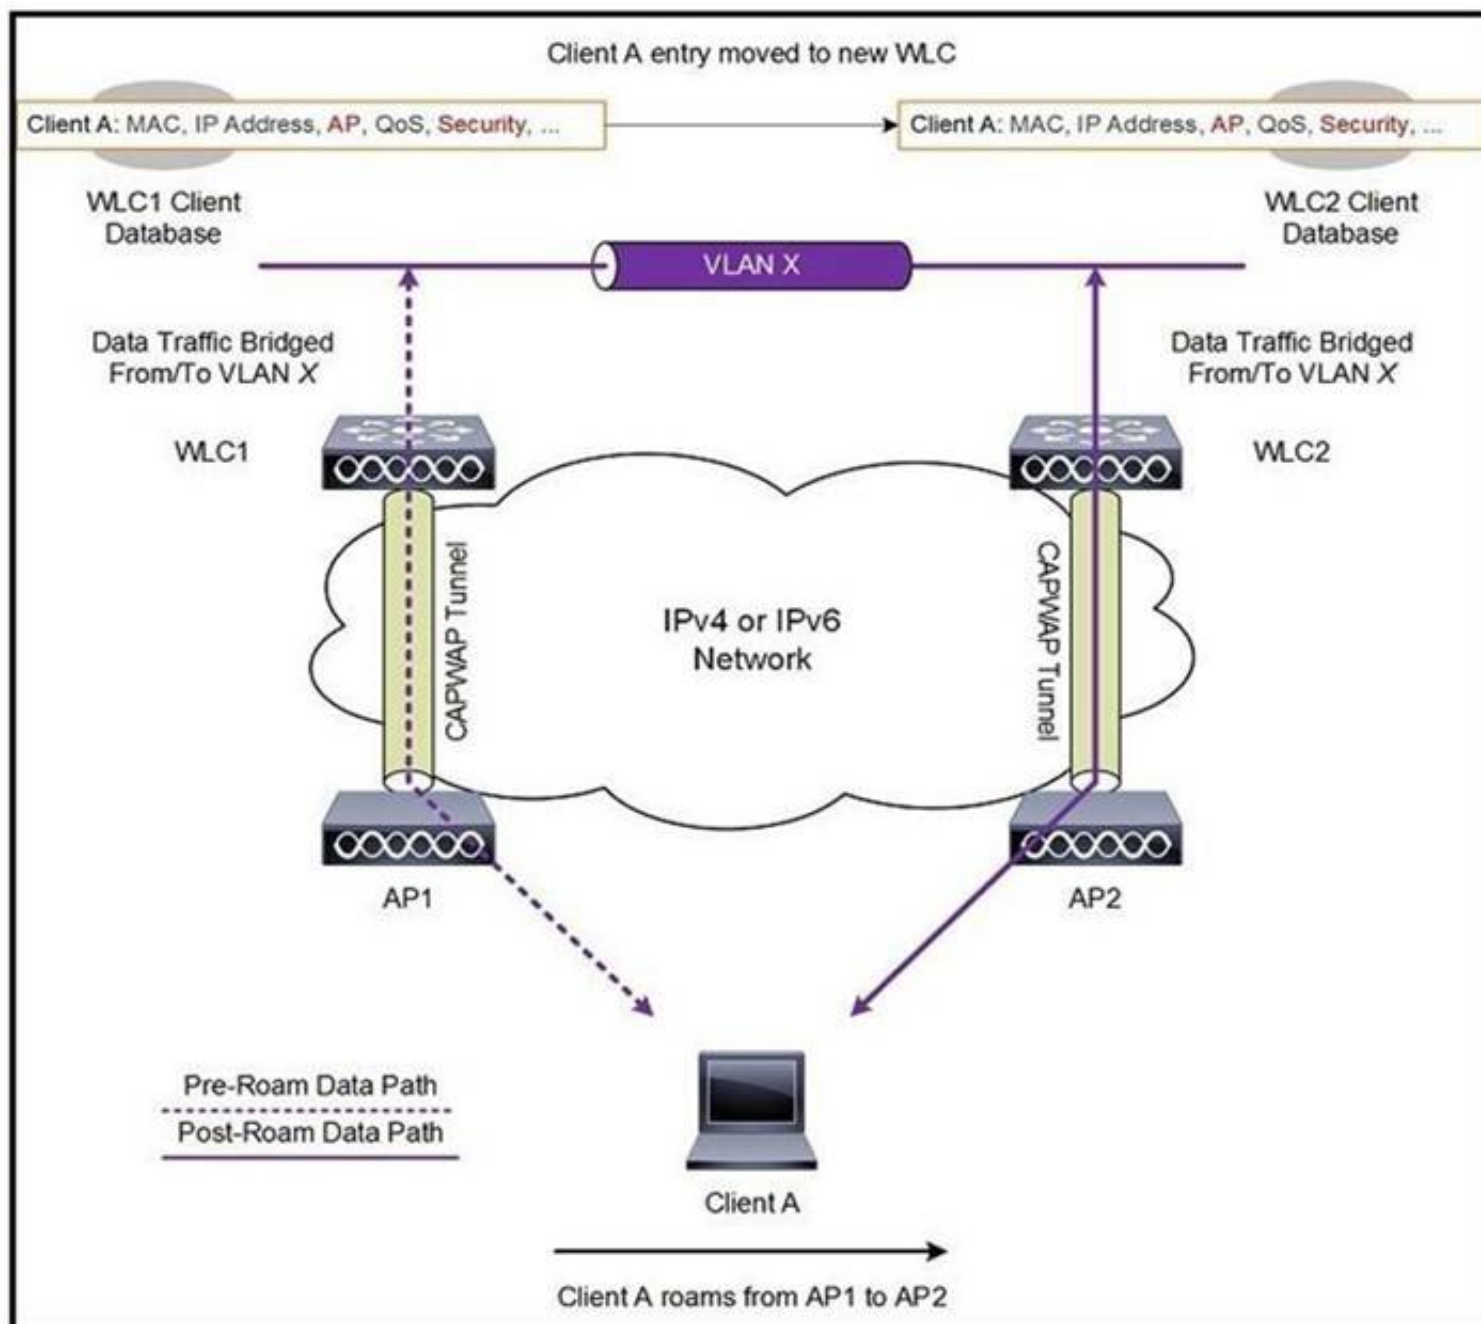 Client A entry moved to new WLC
Client A: MAC, IP Address, AP, QoS, Security, ...
Client A: MAC, IP Address, AP, QoS, Security, ...
WLC1 Client
Database
WLC2 Client
Database
VLAN X
Data Traffic Bridged
From/To VLAN X
Data Traffic Bridged
From/To VLAN X
WLC1
WLC2
CAPWAP Tunnel
IPv4 or IPv6
Network
CAPWAP Tunnel
AP1
AP2
Pre-Roam Data Path
Post-Roam Data Path
Client A
Client A roams from AP1 to AP2